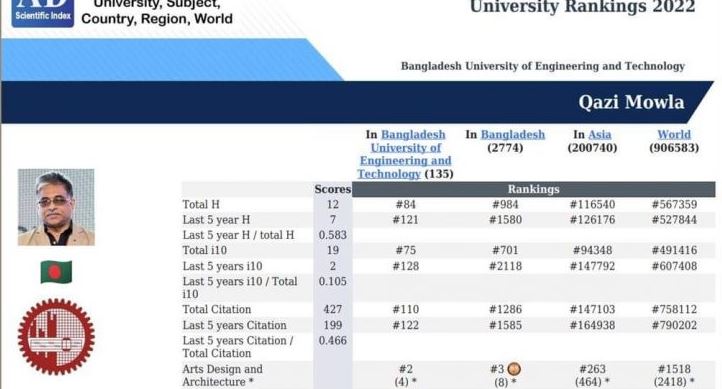 AD
Scientific Index
University, Subject,
Country, Region, World
University Rankings 2022
Bangladesh University of Engineering and Technology
Qazi Mowla
In Bangladesh University of Engineering and Technology (135) In Bangladesh (2774) In Asia (200740) World (906583)
Scores Rankings
Total H 12 #84 #984 #116540 #567359
Last 5 year H 7 #121 #1580 #126176 #527844
Last 5 year H / total H 0.583
Total i10 19 #75 #701 #94348 #491416
Last 5 years i10 2 #128 #2118 #147792 #607408
Last 5 years i10 / Total 0.105
i10
Total Citation 427 #110 #1286 #147103 #758112
Last 5 years Citation 199 #122 #1585 #164938 #790202
Last 5 years Citation / 0.466
Total Citation
Arts Design and #2 #3 #263 #1518
Architecture * (4) * (8) * (464) * (2418) *